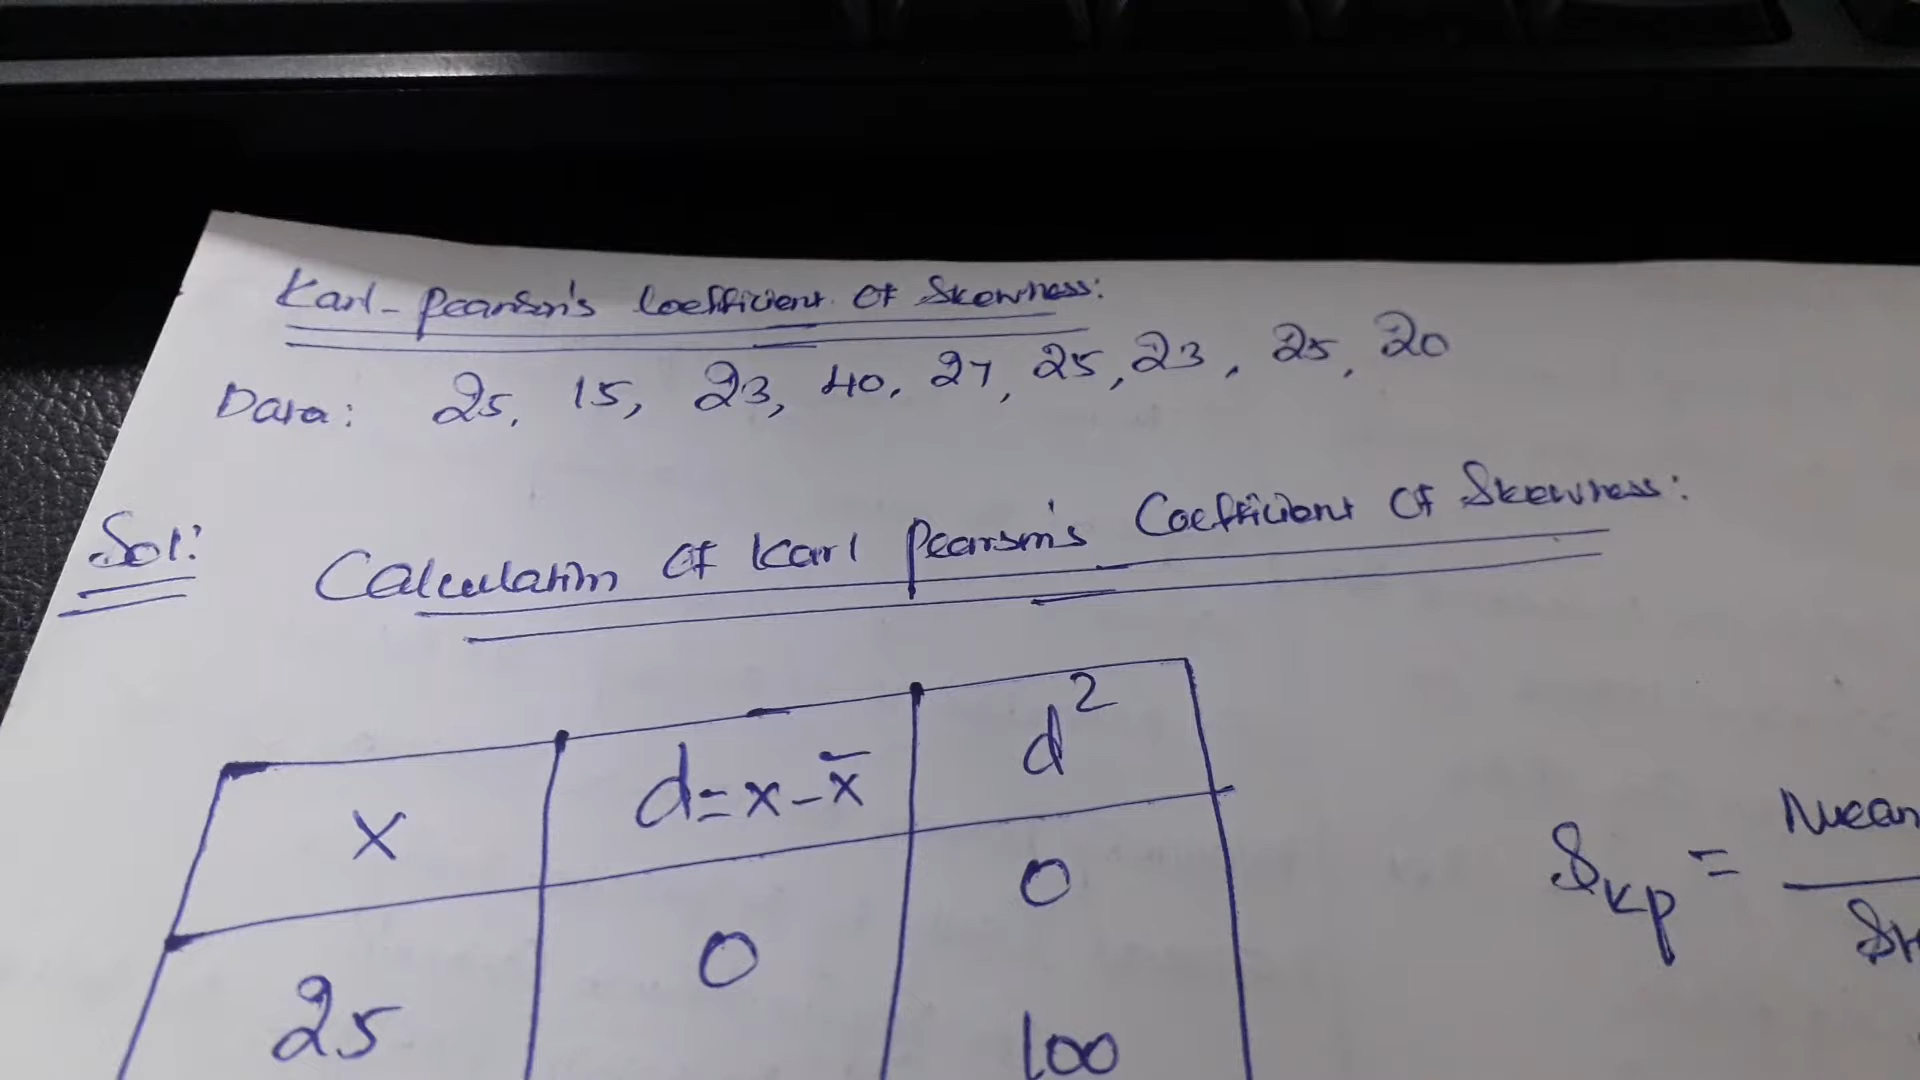 Karl-Pearson's Coefficient Of Skewness:
Data: 25, 15, 23, 40, 27, 25, 23, 25, 20
Sol:
Calculation Of Karl Pearson's Coefficient Of Skewness:
x d=x-x̄ d²
25 0 0
100
Skp = Mean